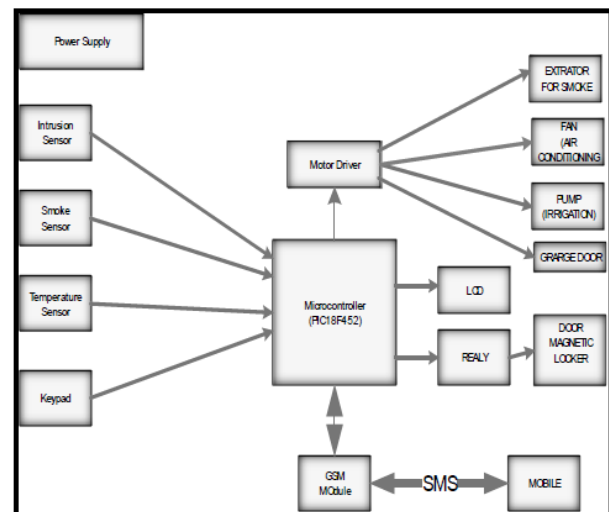 Power Supply
Intrusion
Sensor
Smoke
Sensor
Temperature
Sensor
Keypad
Motor Driver
Microcontroller
(PIC18F452)
GSM
MOdule
SMS
MOBILE
LCD
REALY
DOOR
MAGNETIC
LOCKER
EXTRATOR
FOR SMOKE
FAN
(AIR
CONDITIONING
PUMP
(IRRIGATION)
GRARGE DOOR